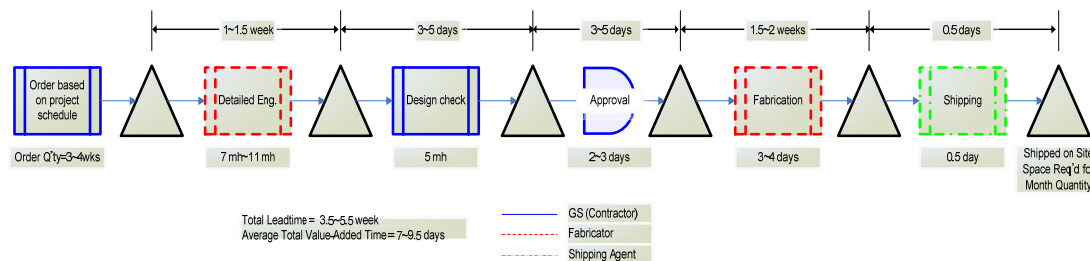 1~1.5 week
3~5 days
3~5 days
1.5~2 weeks
0.5 days
Order based
on project
schedule
Detailed Eng.
Design check
Approval
Fabrication
Shipping
Order Q'ty=3~4wks
7 mh~11 mh
5 mh
2~3 days
3~4 days
0.5 day
Shipped on Site
Space Req'd for
Month Quantity
Total Leadtime = 3.5~5.5 week
Average Total Value-Added Time = 7~9.5 days
GS (Contractor)
Fabricator
Shipping Agent